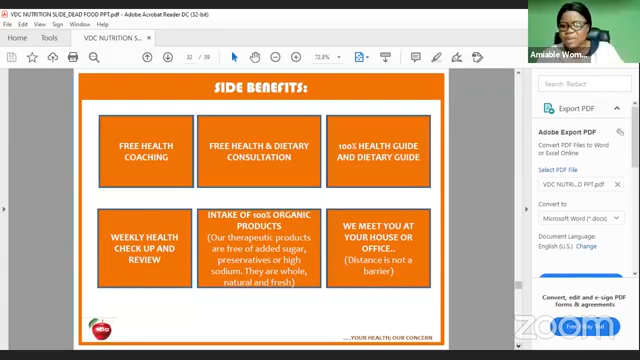 VDC NUTRITION SLIDE_DEAD FOOD PPT.pdf - Adobe Acrobat Reader DC (32-bit)
File Edit View Sign Window Help
Home Tools VDC NUTRITION S...
32 / 39 72.8%
Amiable Wom...
SIDE BENEFITS:
FREE HEALTH
COACHING
FREE HEALTH & DIETARY
CONSULTATION
100% HEALTH GUIDE
AND DIETARY GUIDE
WEEKLY HEALTH
CHECK UP AND
REVIEW
INTAKE OF 100% ORGANIC
PRODUCTS
(Our therapeutic products
are free of added sugar,
preservatives or high
sodium. They are whole,
natural and fresh)
WE MEET YOU AT
YOUR HOUSE OR
OFFICE..
(Distance is not a
barrier)
....YOUR HEALTH; OUR CONCERN
Search 'Redact'
Export PDF
Adobe Export PDF
Convert PDF Files to Word
or Excel Online
Select PDF File
VDC NUTRI...D PPT.pdf
Convert to
Microsoft Word (*.docx)
Document Language:
English (U.S.) Change
Convert, edit and e-sign PDF
forms & agreements
Free 7-Day Trial
zoom